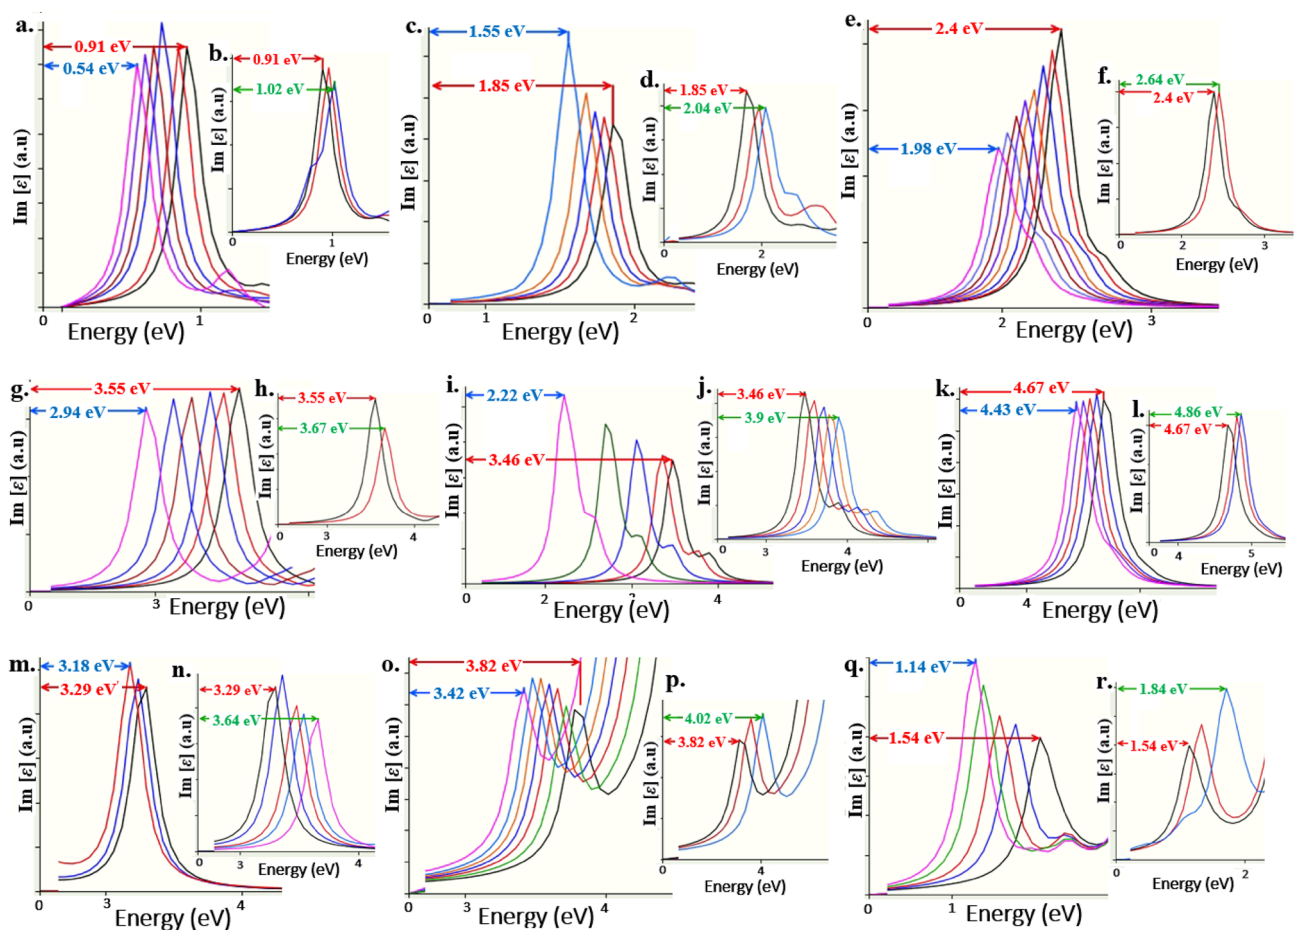 a.
0.91 eV
0.54 eV
Im [ε] (a.u)
0
1
Energy (eV)
b.
0.91 eV
1.02 eV
Im [ε] (a.u)
0
1
Energy (eV)
c.
1.55 eV
1.85 eV
Im [ε] (a.u)
0
1
2
Energy (eV)
d.
1.85 eV
2.04 eV
Im [ε] (a.u)
0
2
Energy (eV)
e.
2.4 eV
1.98 eV
Im [ε] (a.u)
0
2
3
Energy (eV)
f.
2.64 eV
2.4 eV
Im [ε] (a.u)
0
2
3
Energy (eV)
g.
3.55 eV
2.94 eV
Im [ε] (a.u)
0
3
Energy (eV)
h.
3.55 eV
3.67 eV
Im [ε] (a.u)
0
3
4
Energy (eV)
i.
2.22 eV
3.46 eV
Im [ε] (a.u)
0
2
2
4
Energy (eV)
j.
3.46 eV
3.9 eV
Im [ε] (a.u)
0
3
4
Energy (eV)
k.
4.67 eV
4.43 eV
Im [ε] (a.u)
0
4
Energy (eV)
l.
4.86 eV
4.67 eV
Im [ε] (a.u)
0
4
5
Energy (eV)
m.
3.18 eV
3.29 eV
Im [ε] (a.u)
0
3
4
Energy (eV)
n.
3.29 eV
3.64 eV
Im [ε] (a.u)
0
3
4
Energy (eV)
o.
3.82 eV
3.42 eV
Im [ε] (a.u)
0
3
4
Energy (eV)
p.
4.02 eV
3.82 eV
Im [ε] (a.u)
0
4
Energy (eV)
q.
1.14 eV
1.54 eV
Im [ε] (a.u)
0
1
Energy (eV)
r.
1.84 eV
1.54 eV
Im [ε] (a.u)
0
2
Energy (eV)